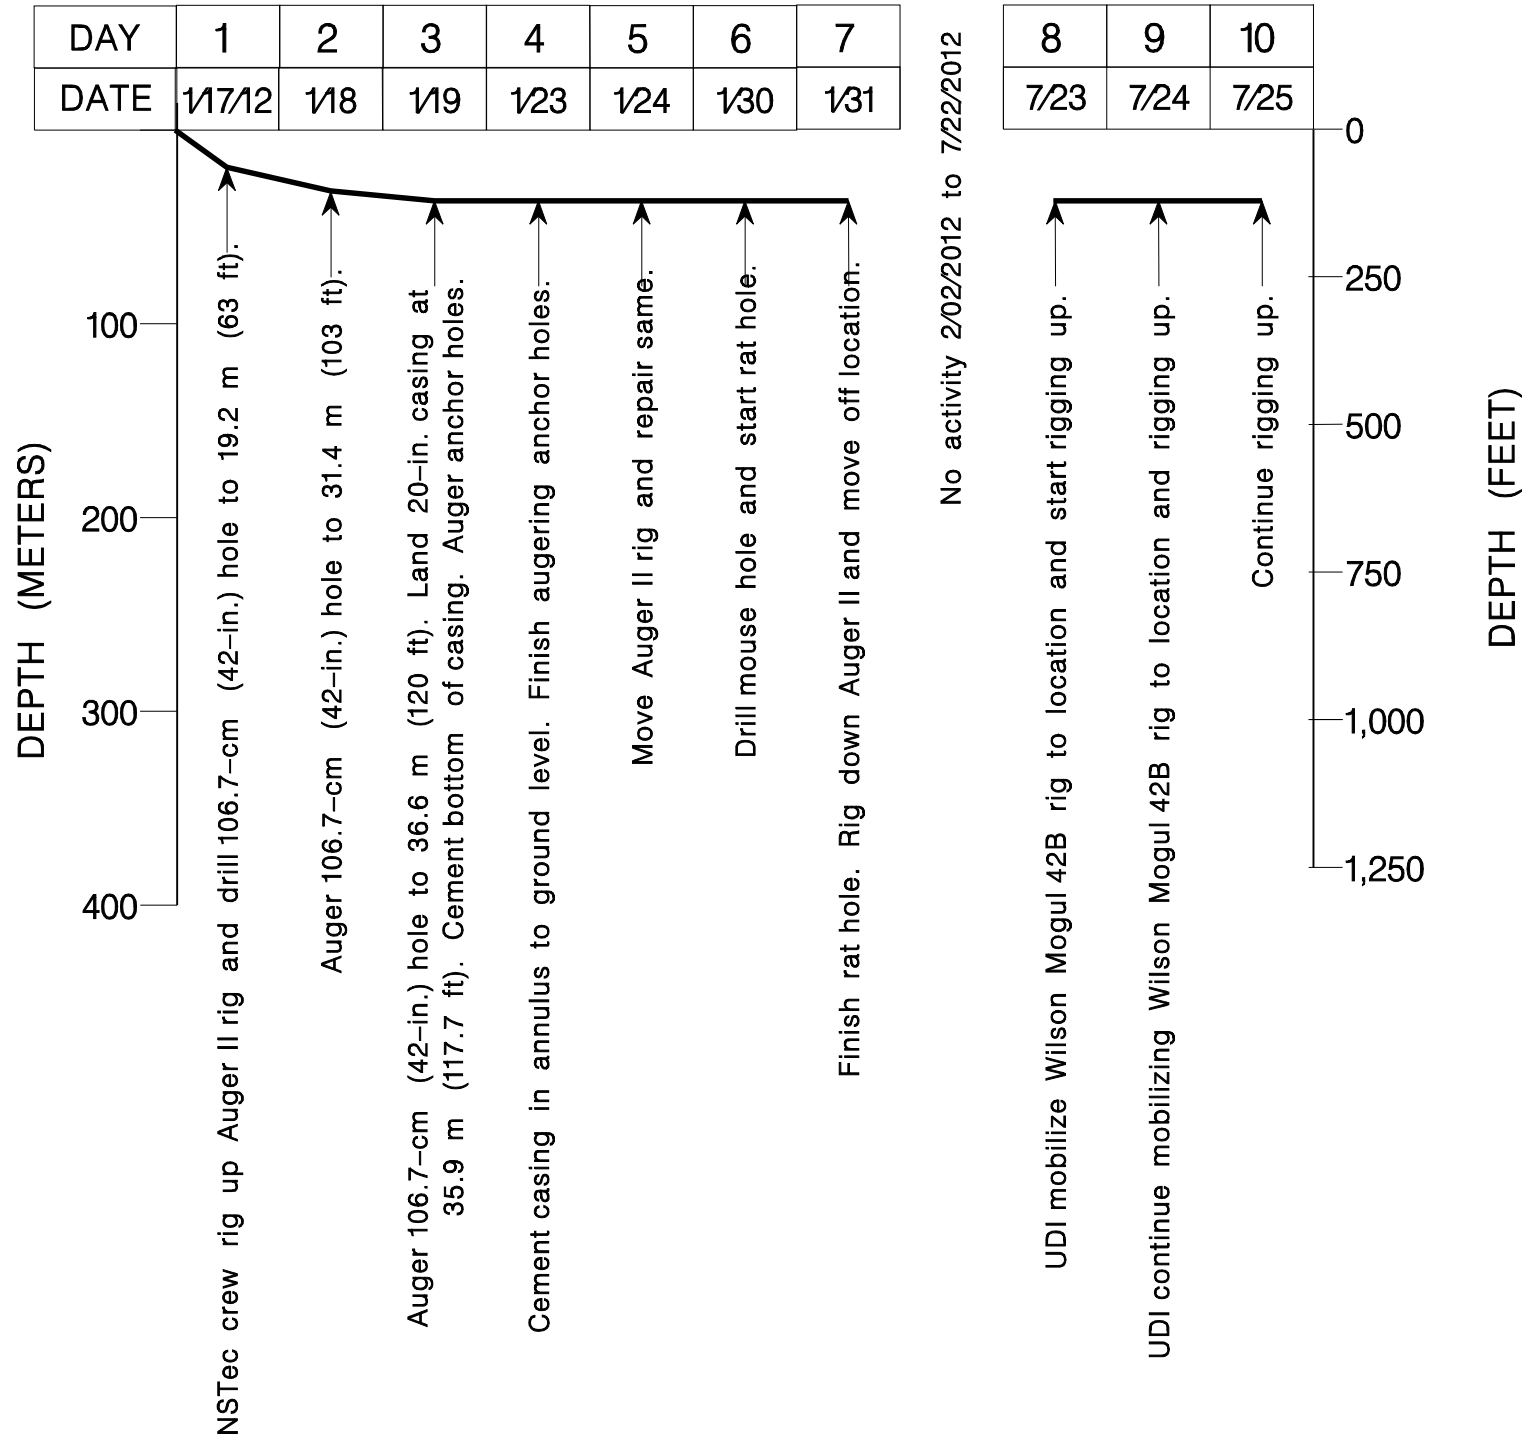 DAY 1 2 3 4 5 6 7 8 9 10
DATE 1/17/12 1/18 1/19 1/23 1/24 1/30 1/31 7/23 7/24 7/25
DEPTH (METERS)
100
200
300
400
NSTec crew rig up Auger II rig and drill 106.7–cm (42–in.) hole to 19.2 m (63 ft).
Auger 106.7–cm (42–in.) hole to 31.4 m (103 ft).
Auger 106.7–cm (42–in.) hole to 36.6 m (120 ft). Land 20–in. casing at
35.9 m (117.7 ft). Cement bottom of casing. Auger anchor holes.
Cement casing in annulus to ground level. Finish augering anchor holes.
Move Auger II rig and repair same.
Drill mouse hole and start rat hole.
Finish rat hole. Rig down Auger II and move off location.
No activity 2/02/2012 to 7/22/2012
UDI mobilize Wilson Mogul 42B rig to location and start rigging up.
UDI continue mobilizing Wilson Mogul 42B rig to location and rigging up.
Continue rigging up.
0
250
500
750
1,000
1,250
DEPTH (FEET)